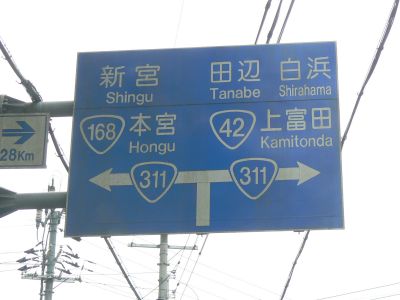 新宮 田辺 白浜
Shingu Tanabe Shirahama
168 本宮 42 上富田
Hongu Kamitonda
311 311
28Km